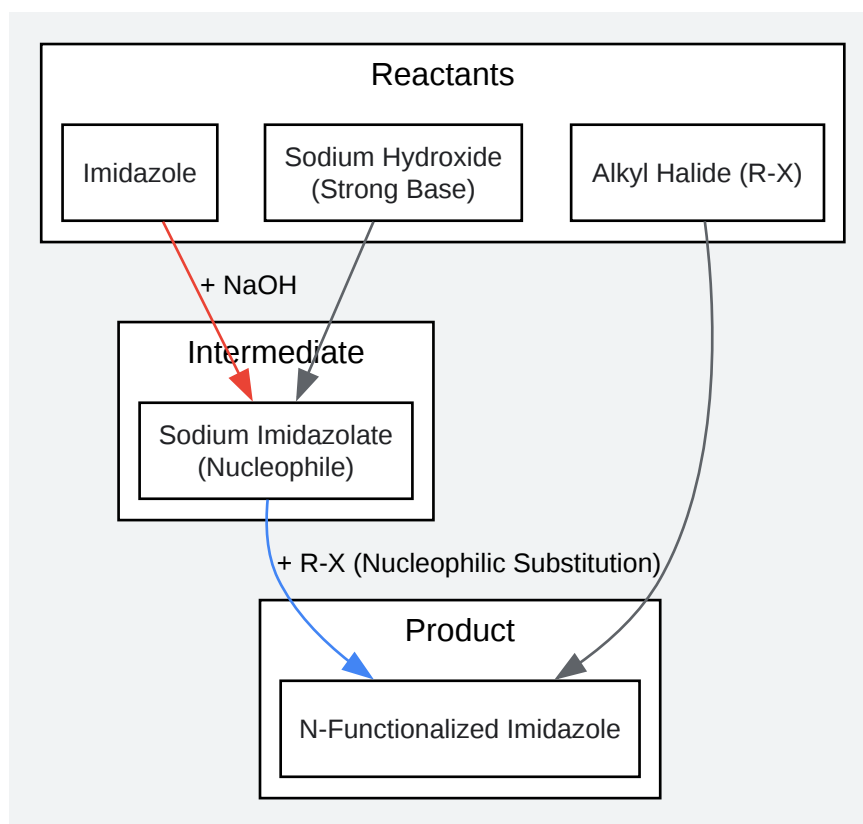 Reactants
Imidazole
Sodium Hydroxide
(Strong Base)
Alkyl Halide (R-X)
+ NaOH
Intermediate
Sodium Imidazolate
(Nucleophile)
+ R-X (Nucleophilic Substitution)
Product
N-Functionalized Imidazole